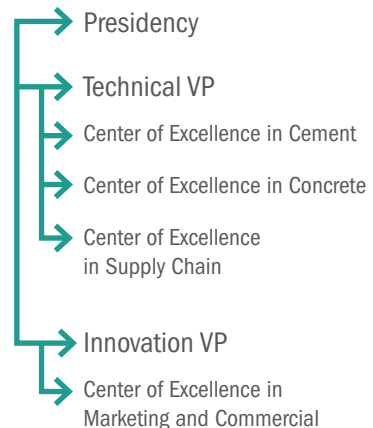 Presidency
Technical VP
Center of Excellence in Cement
Center of Excellence in Concrete
Center of Excellence
in Supply Chain
Innovation VP
Center of Excellence in
Marketing and Commercial